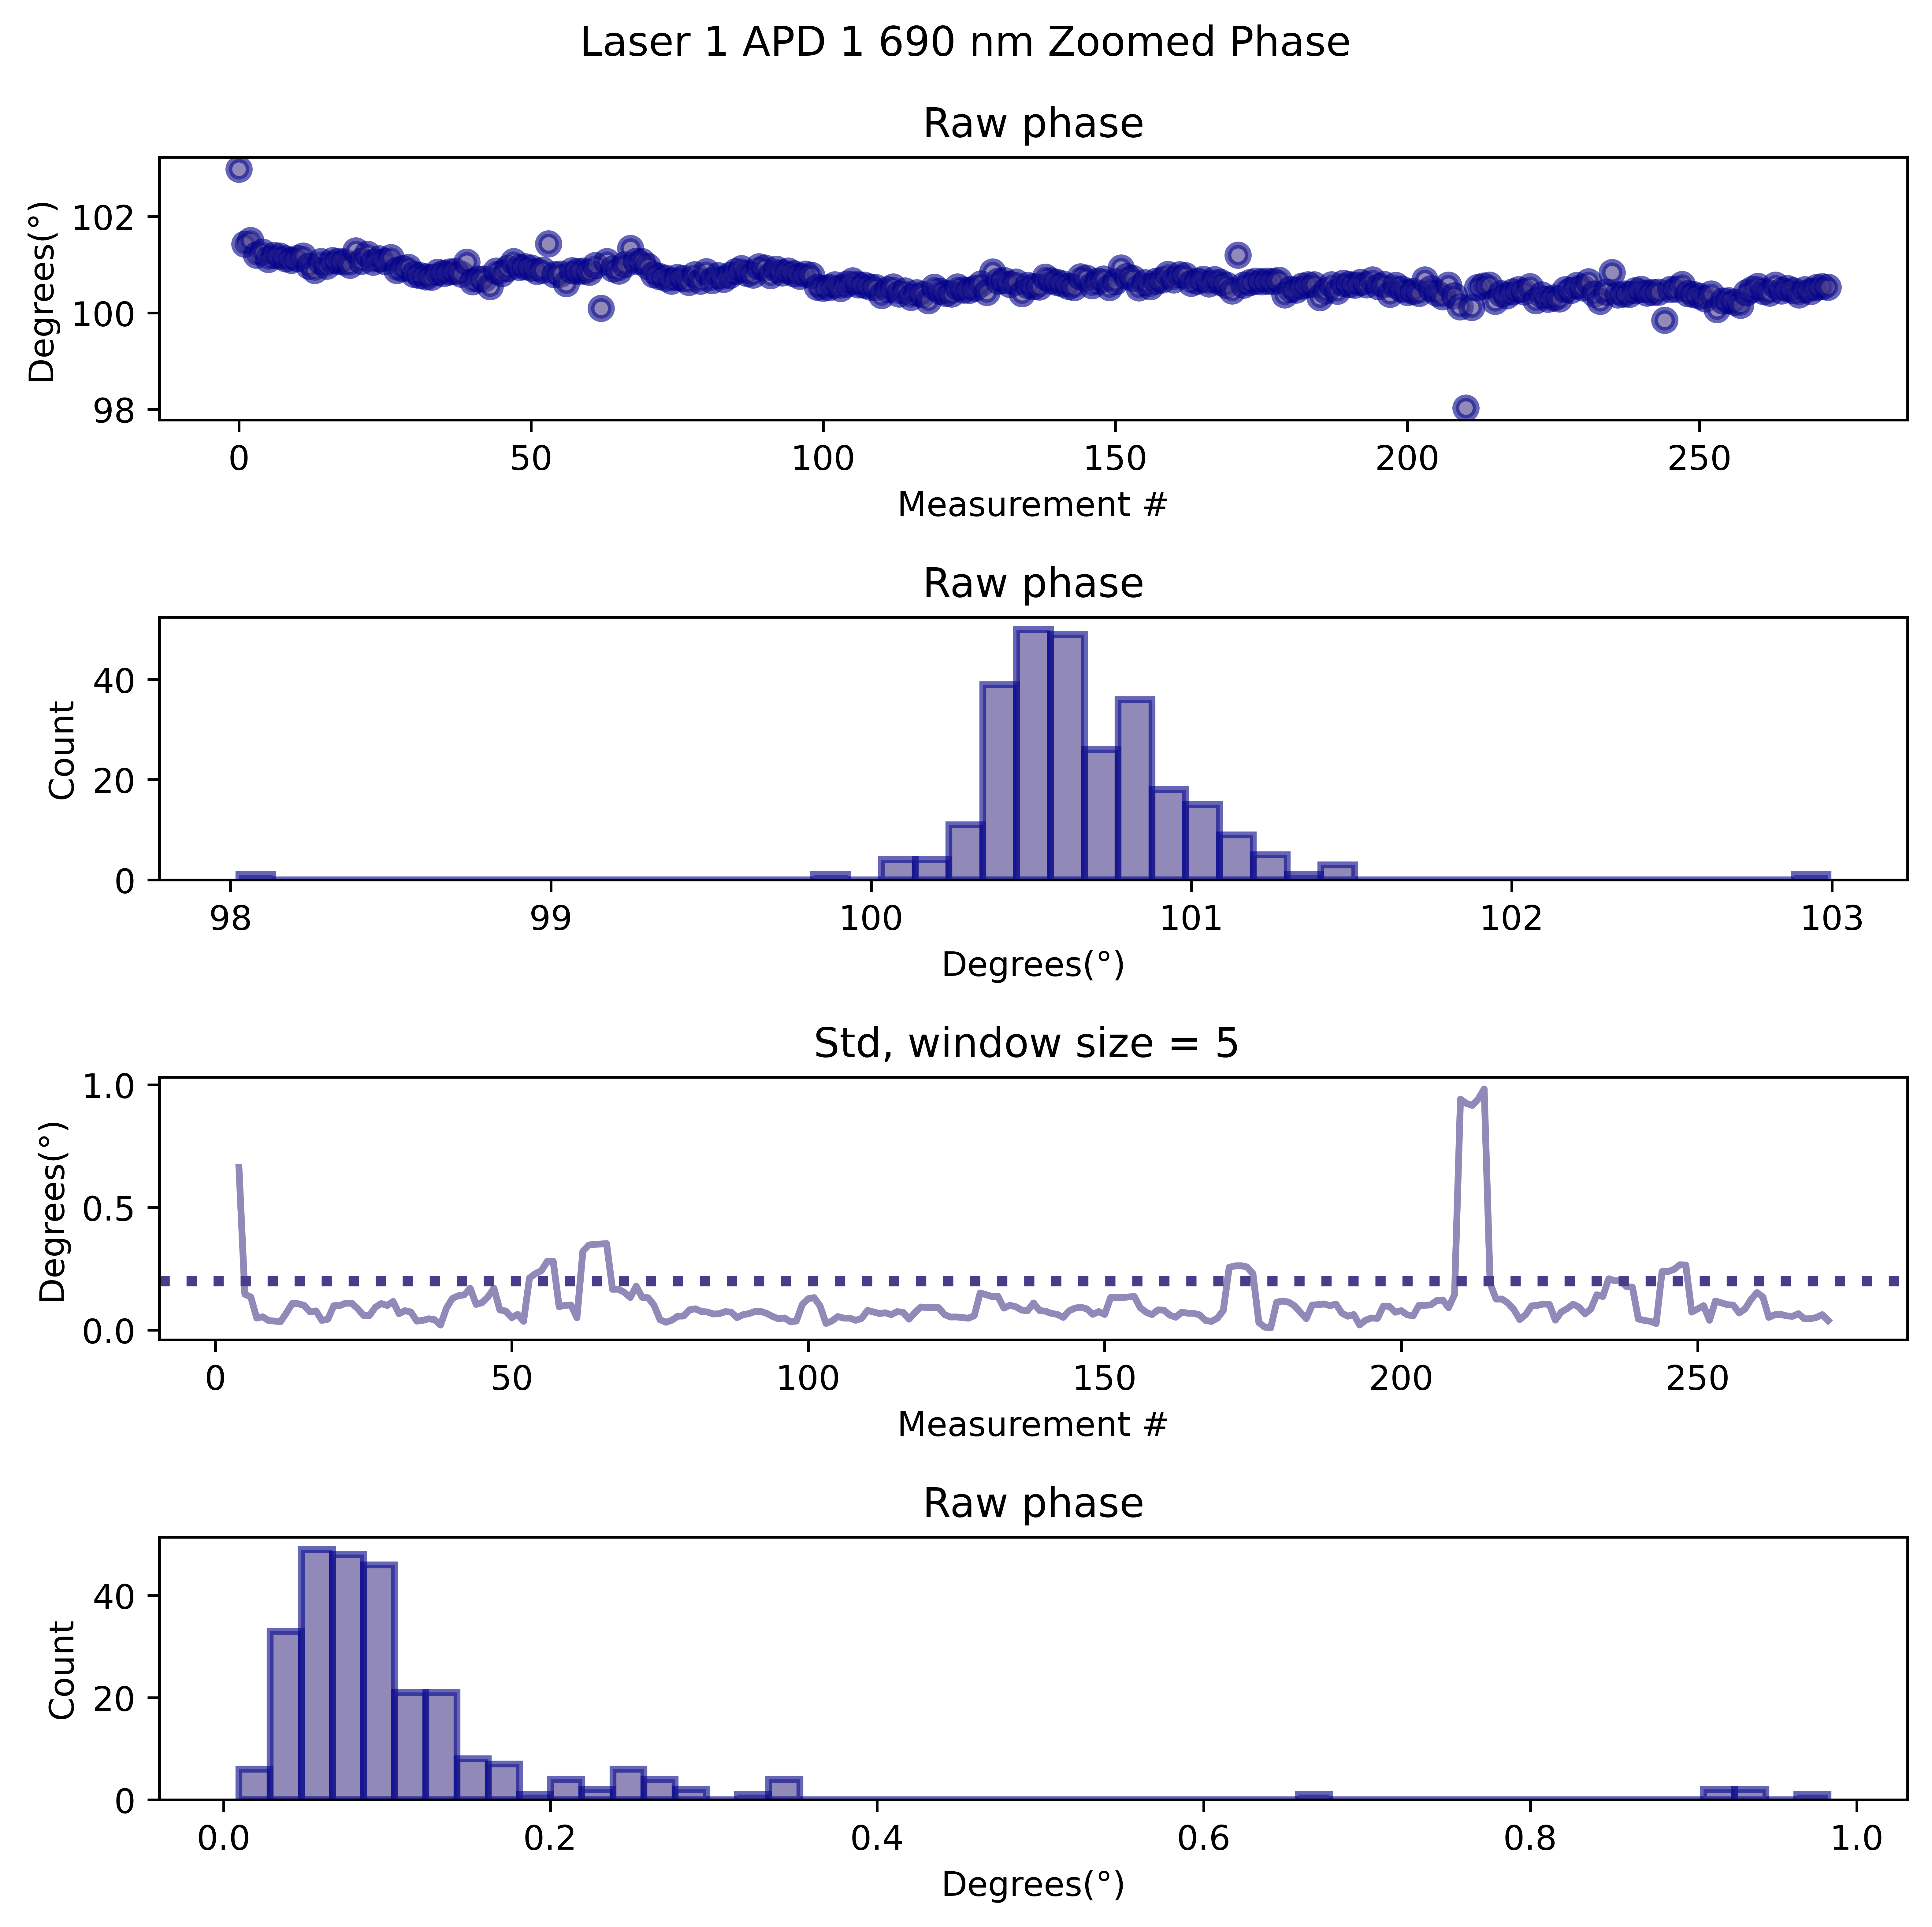 Laser 1 APD 1 690 nm Zoomed Phase
Raw phase
Degrees(°)
102
100
98
0 50 100 150 200 250
Measurement #
Raw phase
Count
40
20
0
98 99 100 101 102 103
Degrees(°)
Std, window size = 5
Degrees(°)
1.0
0.5
0.0
0 50 100 150 200 250
Measurement #
Raw phase
Count
40
20
0
0.0 0.2 0.4 0.6 0.8 1.0
Degrees(°)